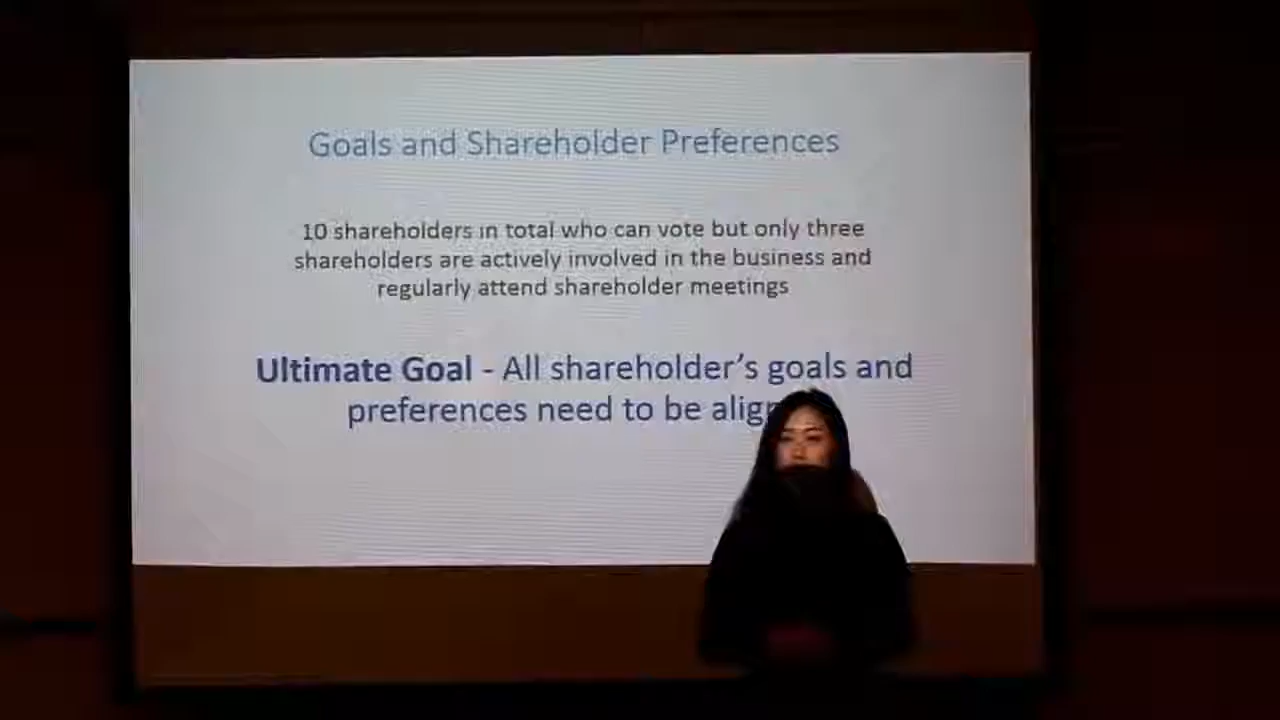 Goals and Shareholder Preferences
10 shareholders in total who can vote but only three
shareholders are actively involved in the business and
regularly attend shareholder meetings
Ultimate Goal - All shareholder’s goals and
preferences need to be